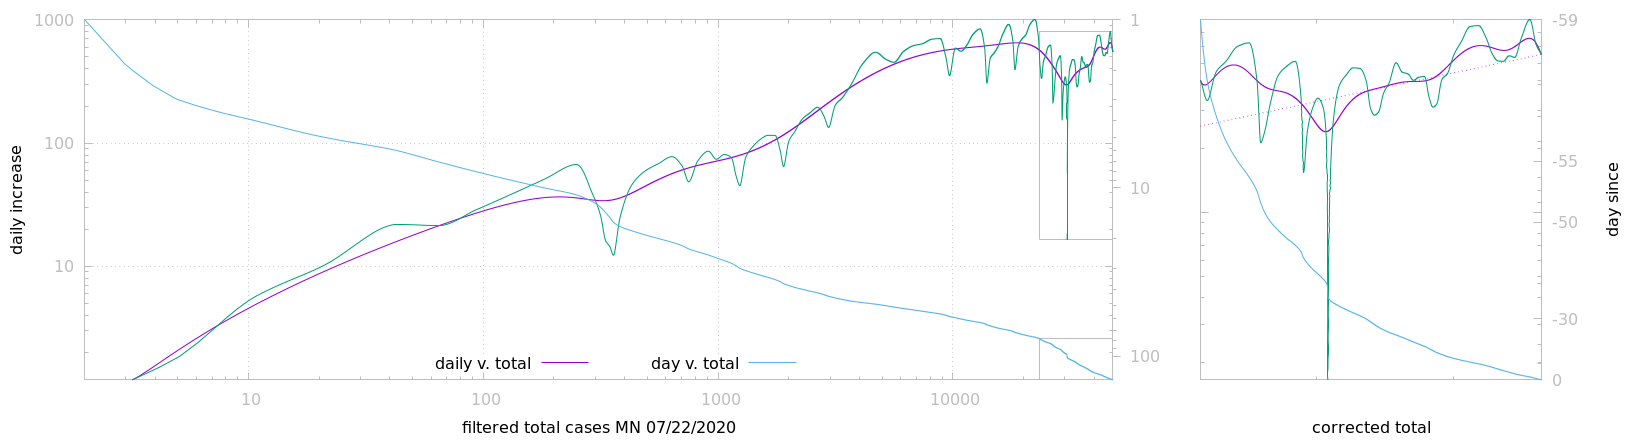 1000
100
10
daily increase
1
10
100
daily v. total
day v. total
10
100
1000
10000
filtered total cases MN 07/22/2020
-59
-55
-50
-30
0
day since
corrected total